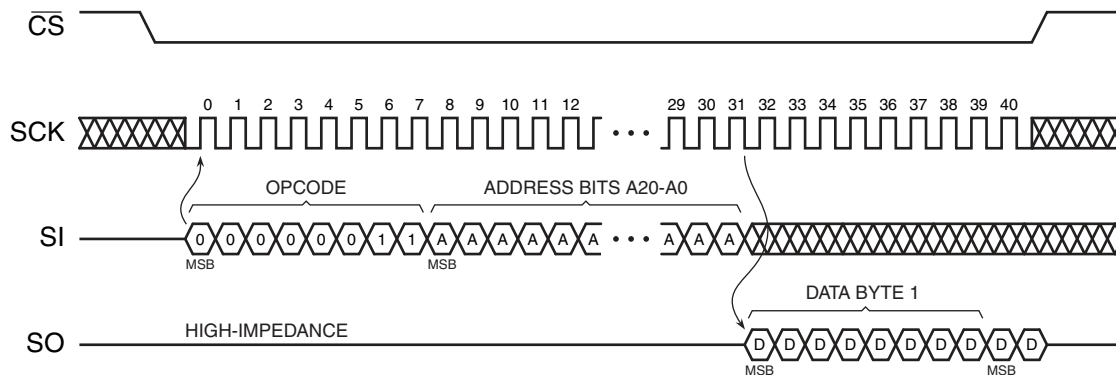 CS
0 1 2 3 4 5 6 7 8 9 10 11 12 29 30 31 32 33 34 35 36 37 38 39 40
SCK
OPCODE ADDRESS BITS A20-A0
SI 0 0 0 0 0 0 1 1 A A A A A A A A A
MSB MSB
DATA BYTE 1
HIGH-IMPEDANCE
SO D D D D D D D D D D
MSB MSB